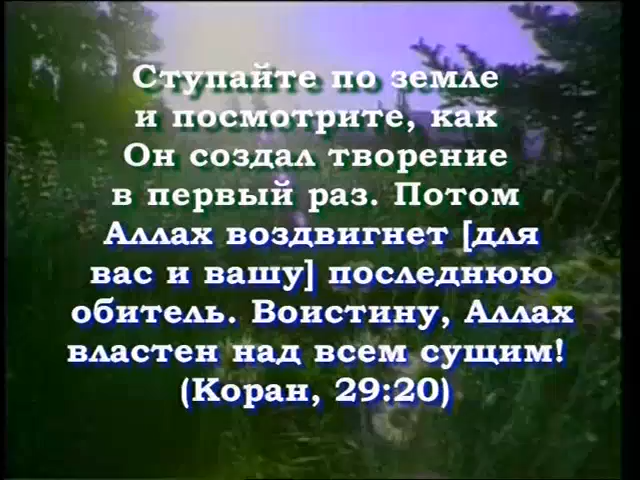 Ступайте по земле
и посмотрите, как
Он создал творение
в первый раз. Потом
Аллах воздвигнет [для
вас и вашу] последнюю
обитель. Воистину, Аллах
властен над всем сущим!
(Коран, 29:20)